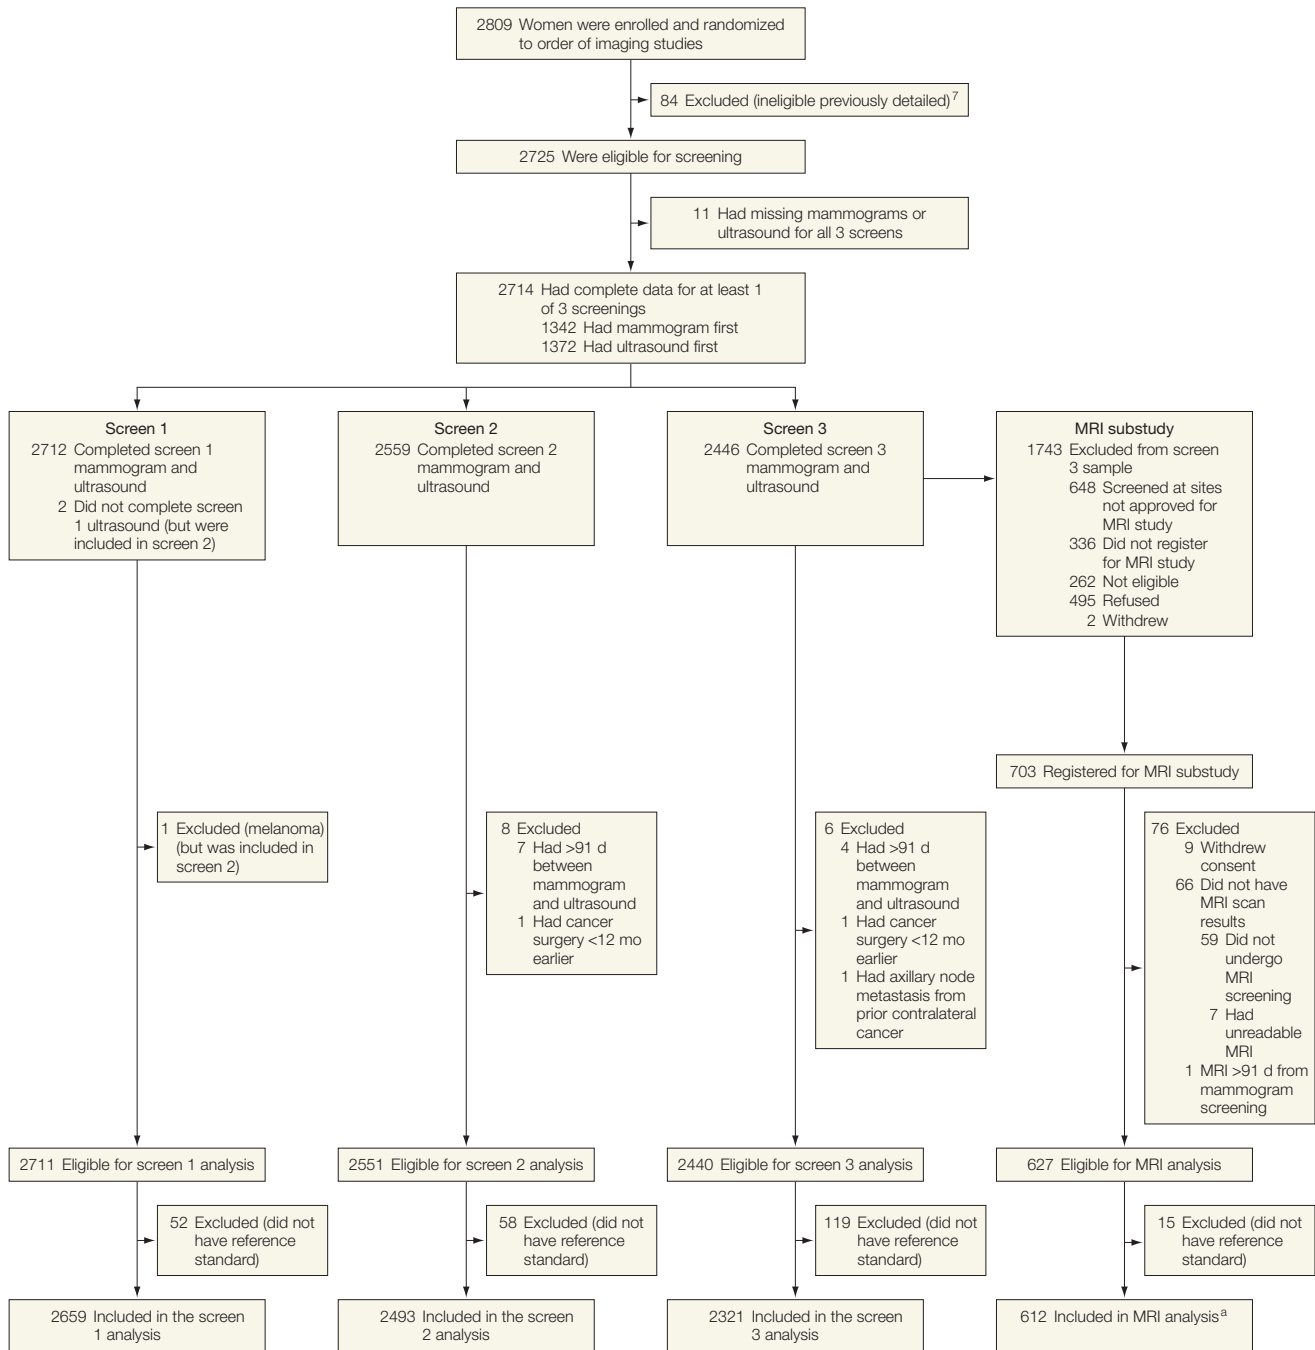 2809 Women were enrolled and randomized
to order of imaging studies
84 Excluded (ineligible previously detailed)7
2725 Were eligible for screening
11 Had missing mammograms or
ultrasound for all 3 screens
2714 Had complete data for at least 1
of 3 screenings
1342 Had mammogram first
1372 Had ultrasound first
Screen 1
2712 Completed screen 1
mammogram and
ultrasound
2 Did not complete screen
1 ultrasound (but were
included in screen 2)
Screen 2
2559 Completed screen 2
mammogram and
ultrasound
Screen 3
2446 Completed screen 3
mammogram and
ultrasound
MRI substudy
1743 Excluded from screen
3 sample
648 Screened at sites
not approved for
MRI study
336 Did not register
for MRI study
262 Not eligible
495 Refused
2 Withdrew
703 Registered for MRI substudy
1 Excluded (melanoma)
(but was included in
screen 2)
8 Excluded
7 Had >91 d
between
mammogram
and ultrasound
1 Had cancer
surgery <12 mo
earlier
6 Excluded
4 Had >91 d
between
mammogram
and ultrasound
1 Had cancer
surgery <12 mo
earlier
1 Had axillary node
metastasis from
prior contralateral
cancer
76 Excluded
9 Withdrew
consent
66 Did not have
MRI scan
results
59 Did not
undergo
MRI
screening
7 Had
unreadable
MRI
1 MRI >91 d from
mammogram
screening
2711 Eligible for screen 1 analysis
2551 Eligible for screen 2 analysis
2440 Eligible for screen 3 analysis
627 Eligible for MRI analysis
52 Excluded (did not
have reference
standard)
58 Excluded (did not
have reference
standard)
119 Excluded (did not
have reference
standard)
15 Excluded (did not
have reference
standard)
2659 Included in the screen
1 analysis
2493 Included in the screen
2 analysis
2321 Included in the screen
3 analysis
612 Included in MRI analysisa